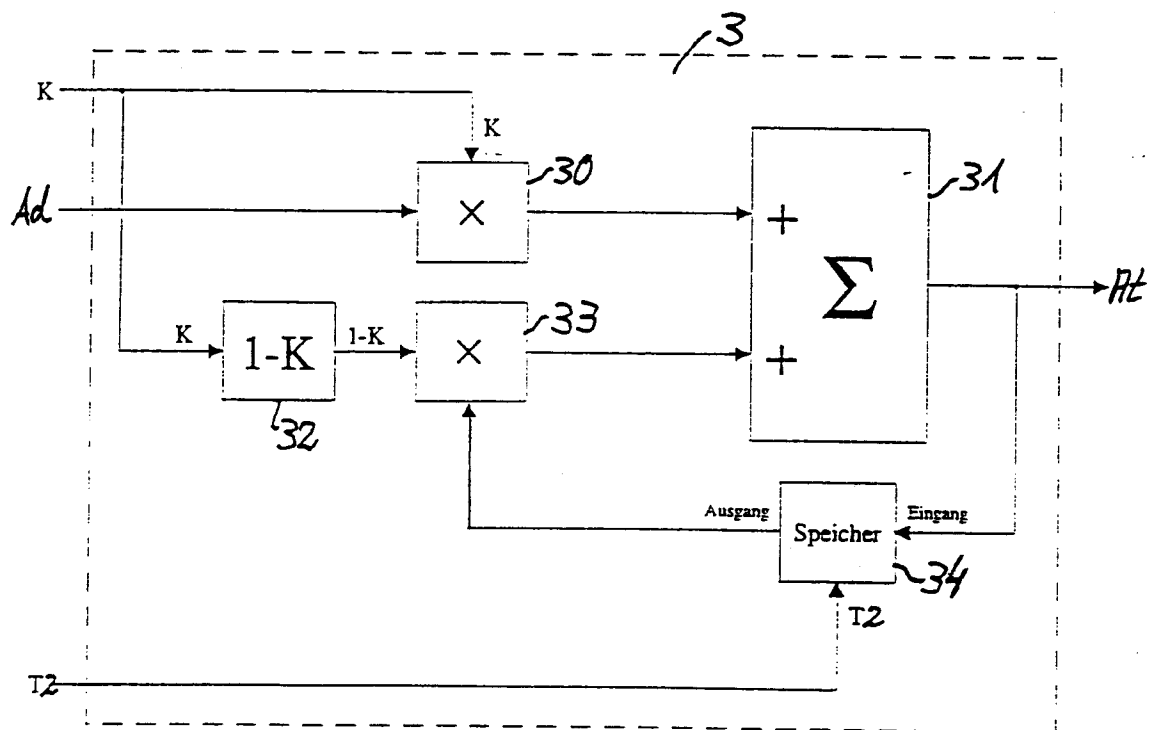 3
K
K
30
Ad
×
31
+
Σ
At
33
K
1-K
1-K
×
+
32
Ausgang
Speicher
Eingang
34
T2
T2